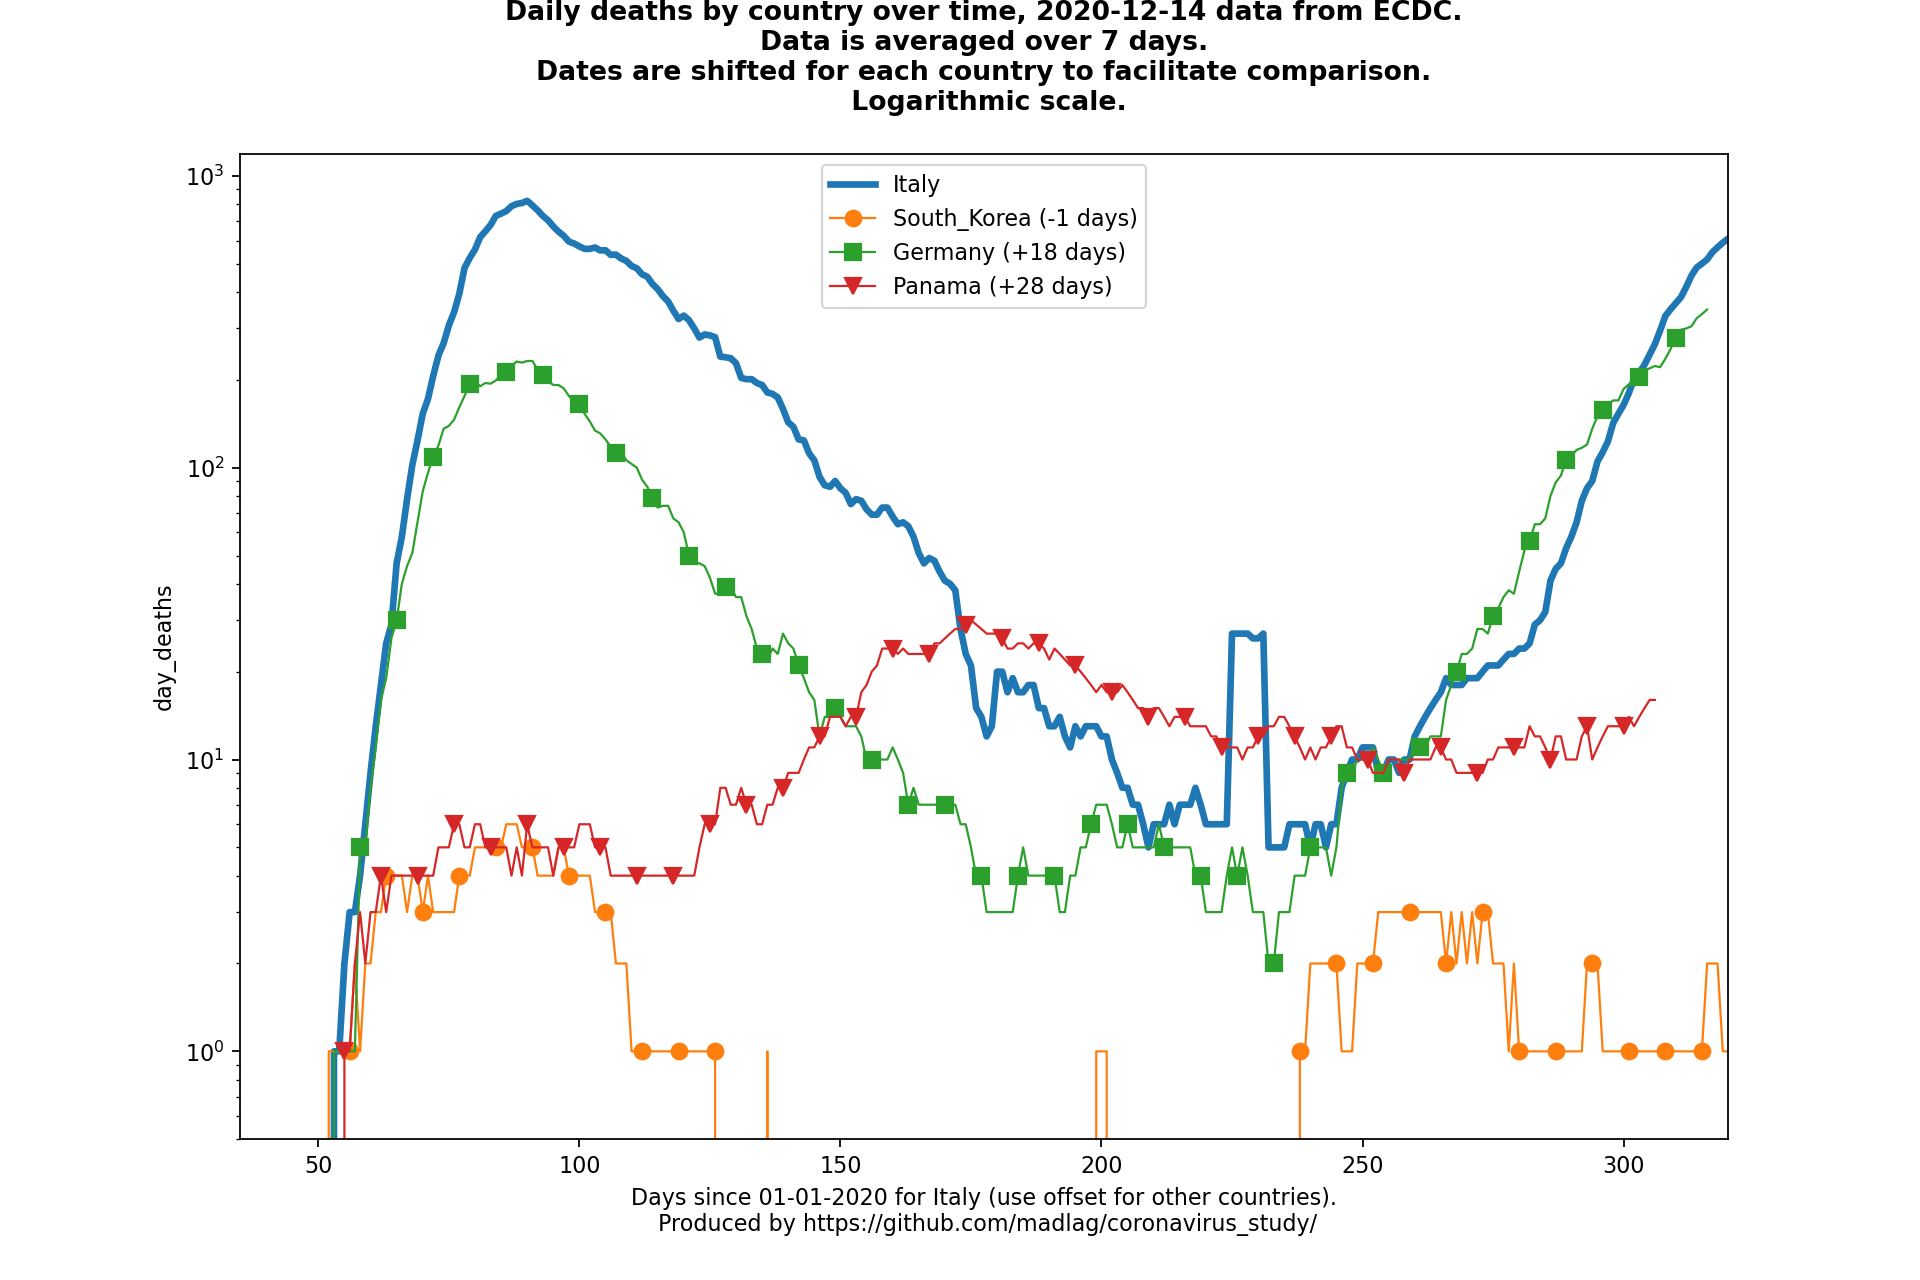 Daily deaths by country over time, 2020-12-14 data from ECDC.
Data is averaged over 7 days.
Dates are shifted for each country to facilitate comparison.
Logarithmic scale.
10³
10²
10¹
10⁰
day_deaths
Italy
South_Korea (-1 days)
Germany (+18 days)
Panama (+28 days)
50 100 150 200 250 300
Days since 01-01-2020 for Italy (use offset for other countries).
Produced by https://github.com/madlag/coronavirus_study/